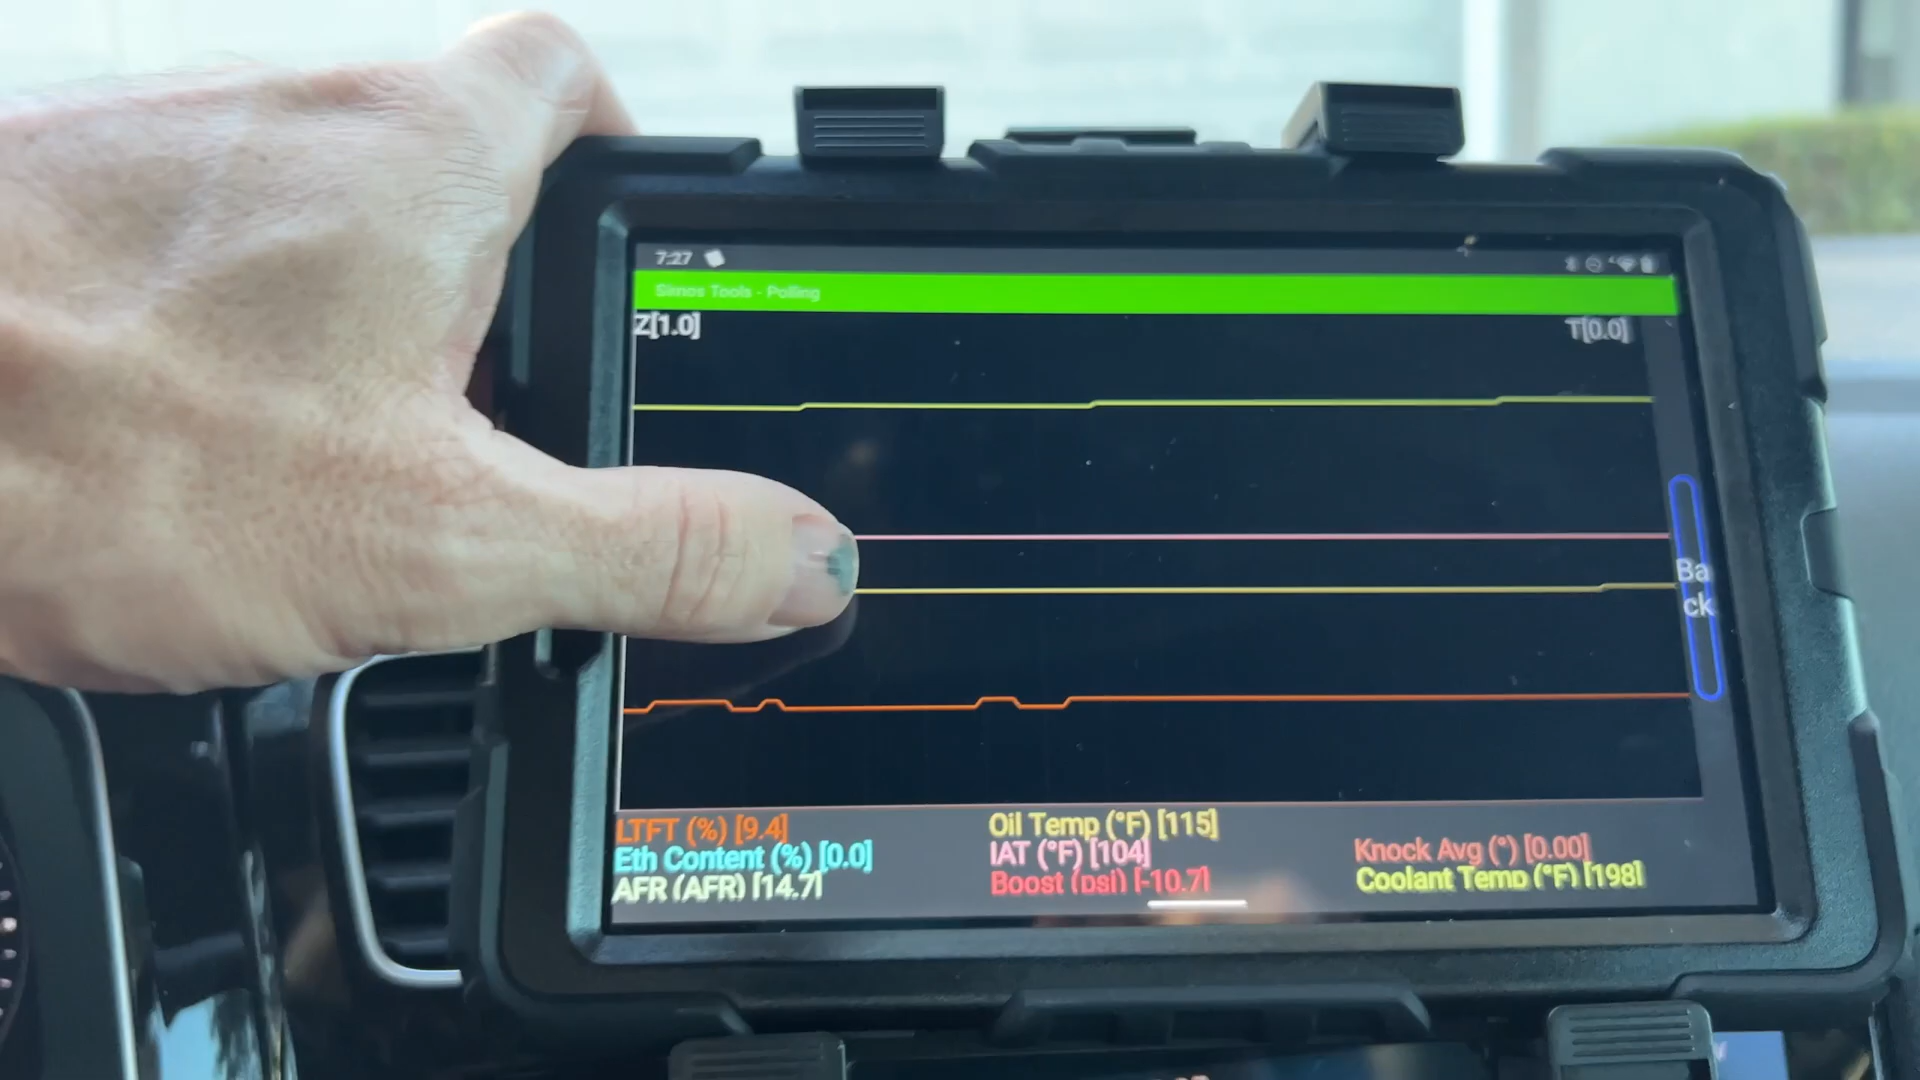 7:27
Simos Tools - Polling
Z[1.0]
T[0.0]
Ba
ck
LTFT (%) [9.4]
Eth Content (%) [0.0]
AFR (AFR) [14.7]
Oil Temp (°F) [115]
IAT (°F) [104]
Boost (psi) [-10.7]
Knock Avg (°) [0.00]
Coolant Temp (°F) [198]